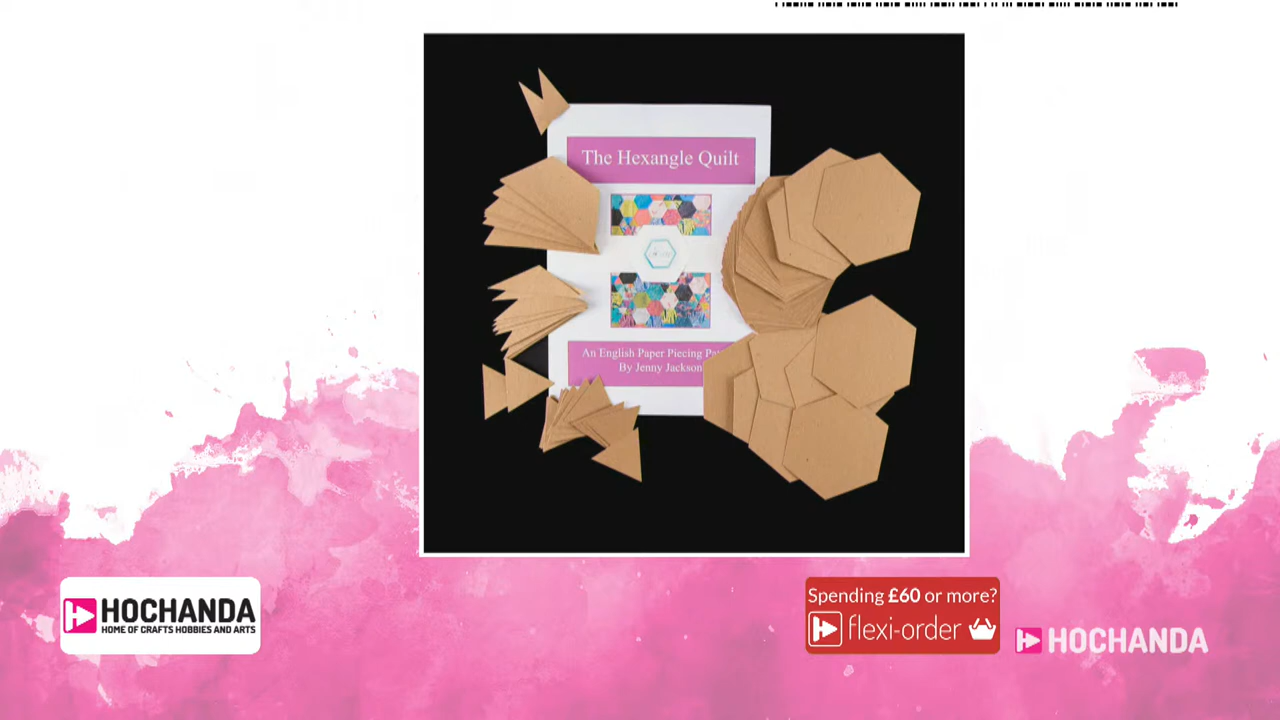 The Hexangle Quilt
An English Paper Piecing
By Jenny Jackson
HOCHANDA
HOME OF CRAFTS HOBBIES AND ARTS
Spending £60 or more?
flexi-order
HOCHANDA